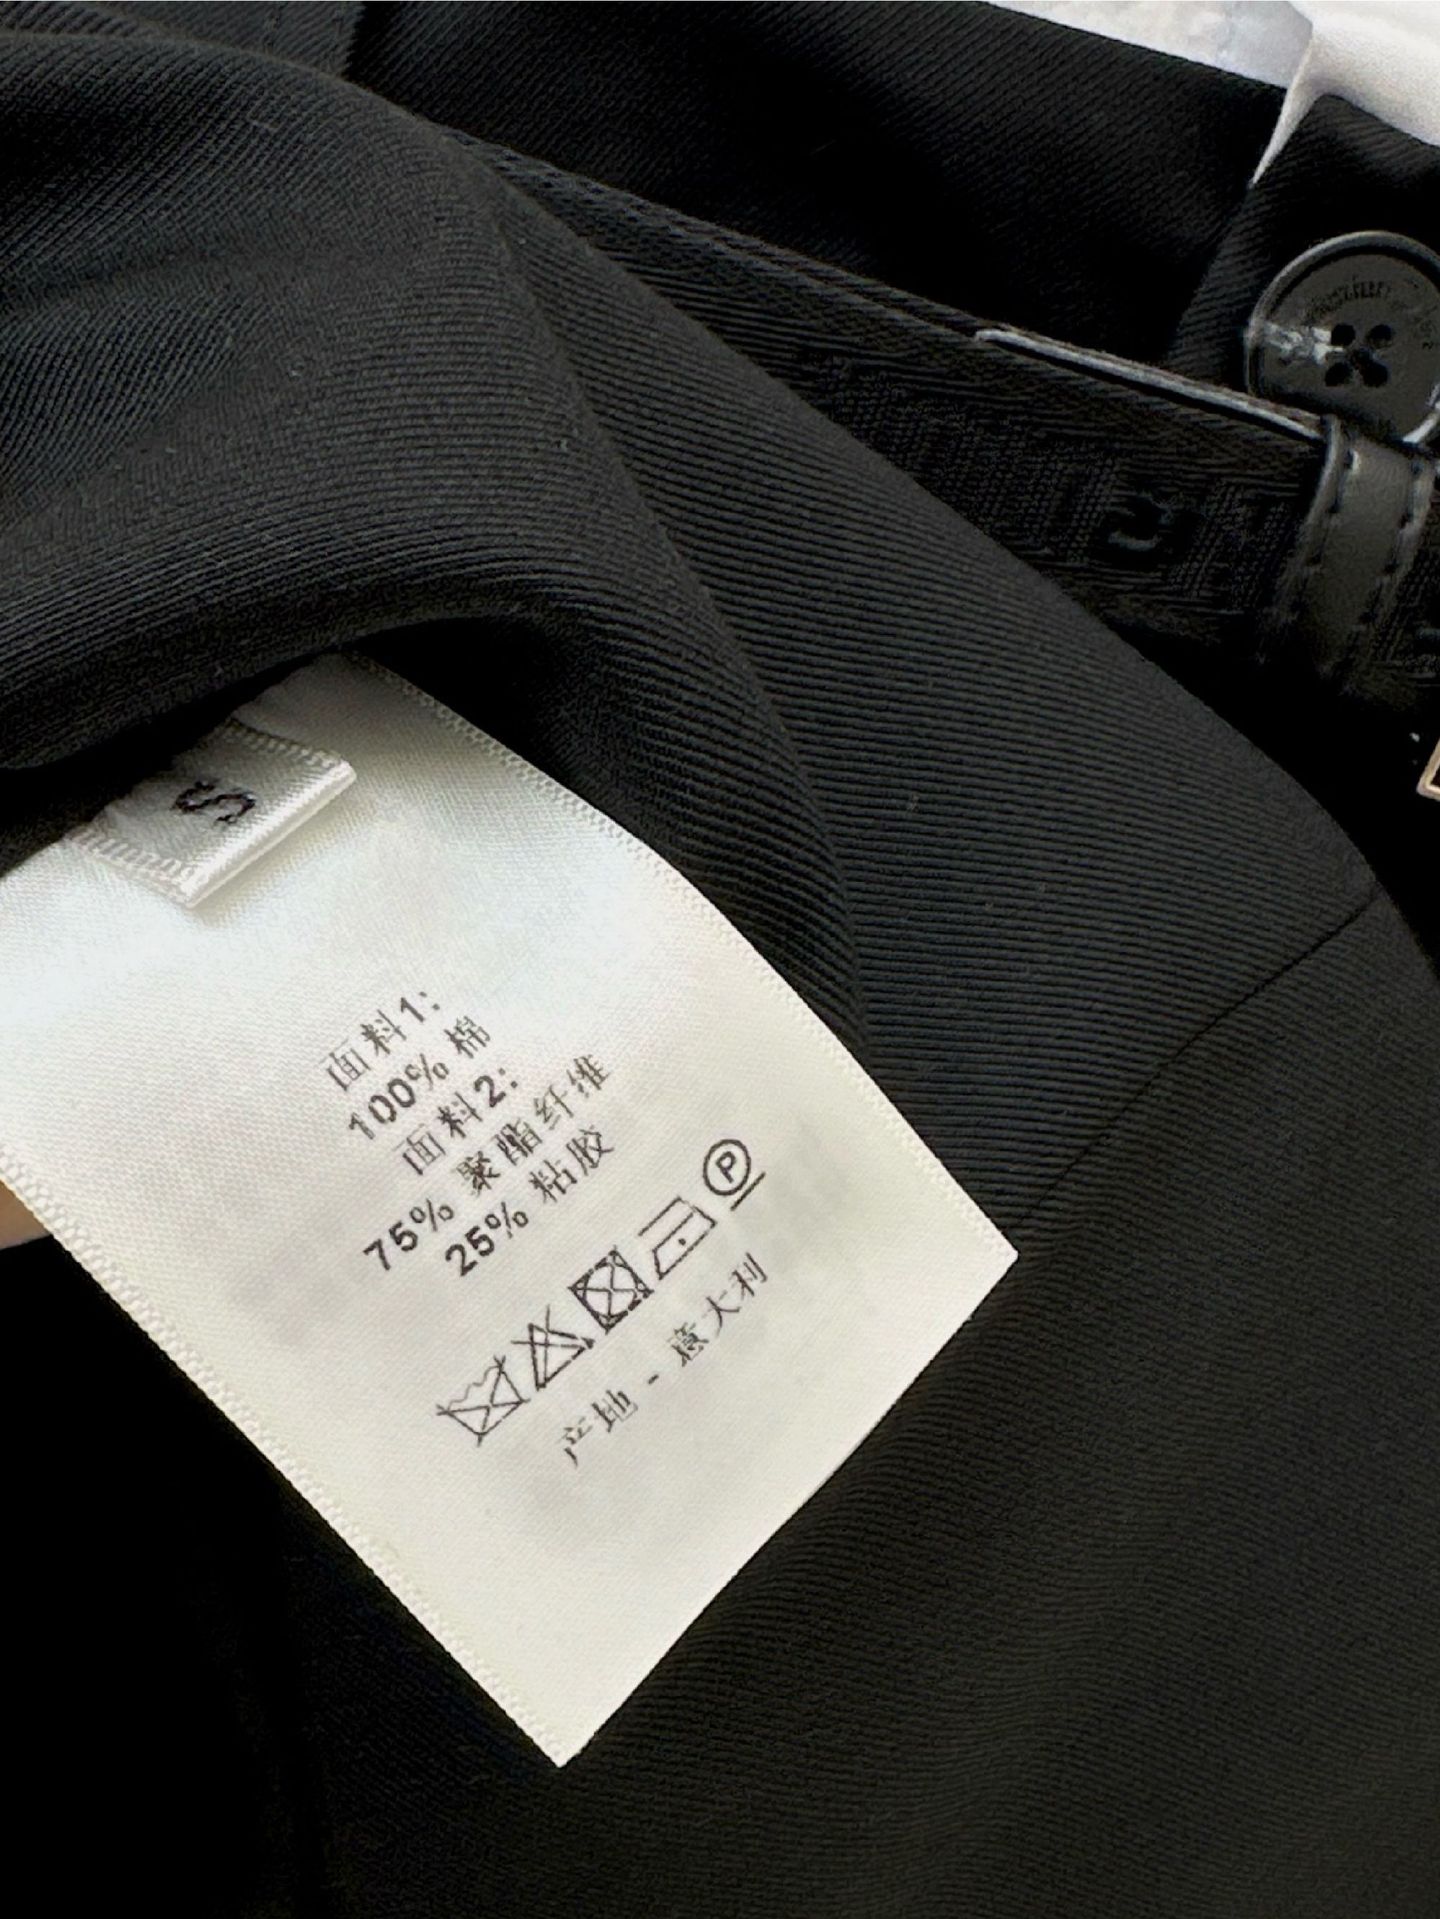 S
面料1:
100% 棉
面料2:
75% 聚酯纤维
25% 粘胶
P
产地 - 意大利